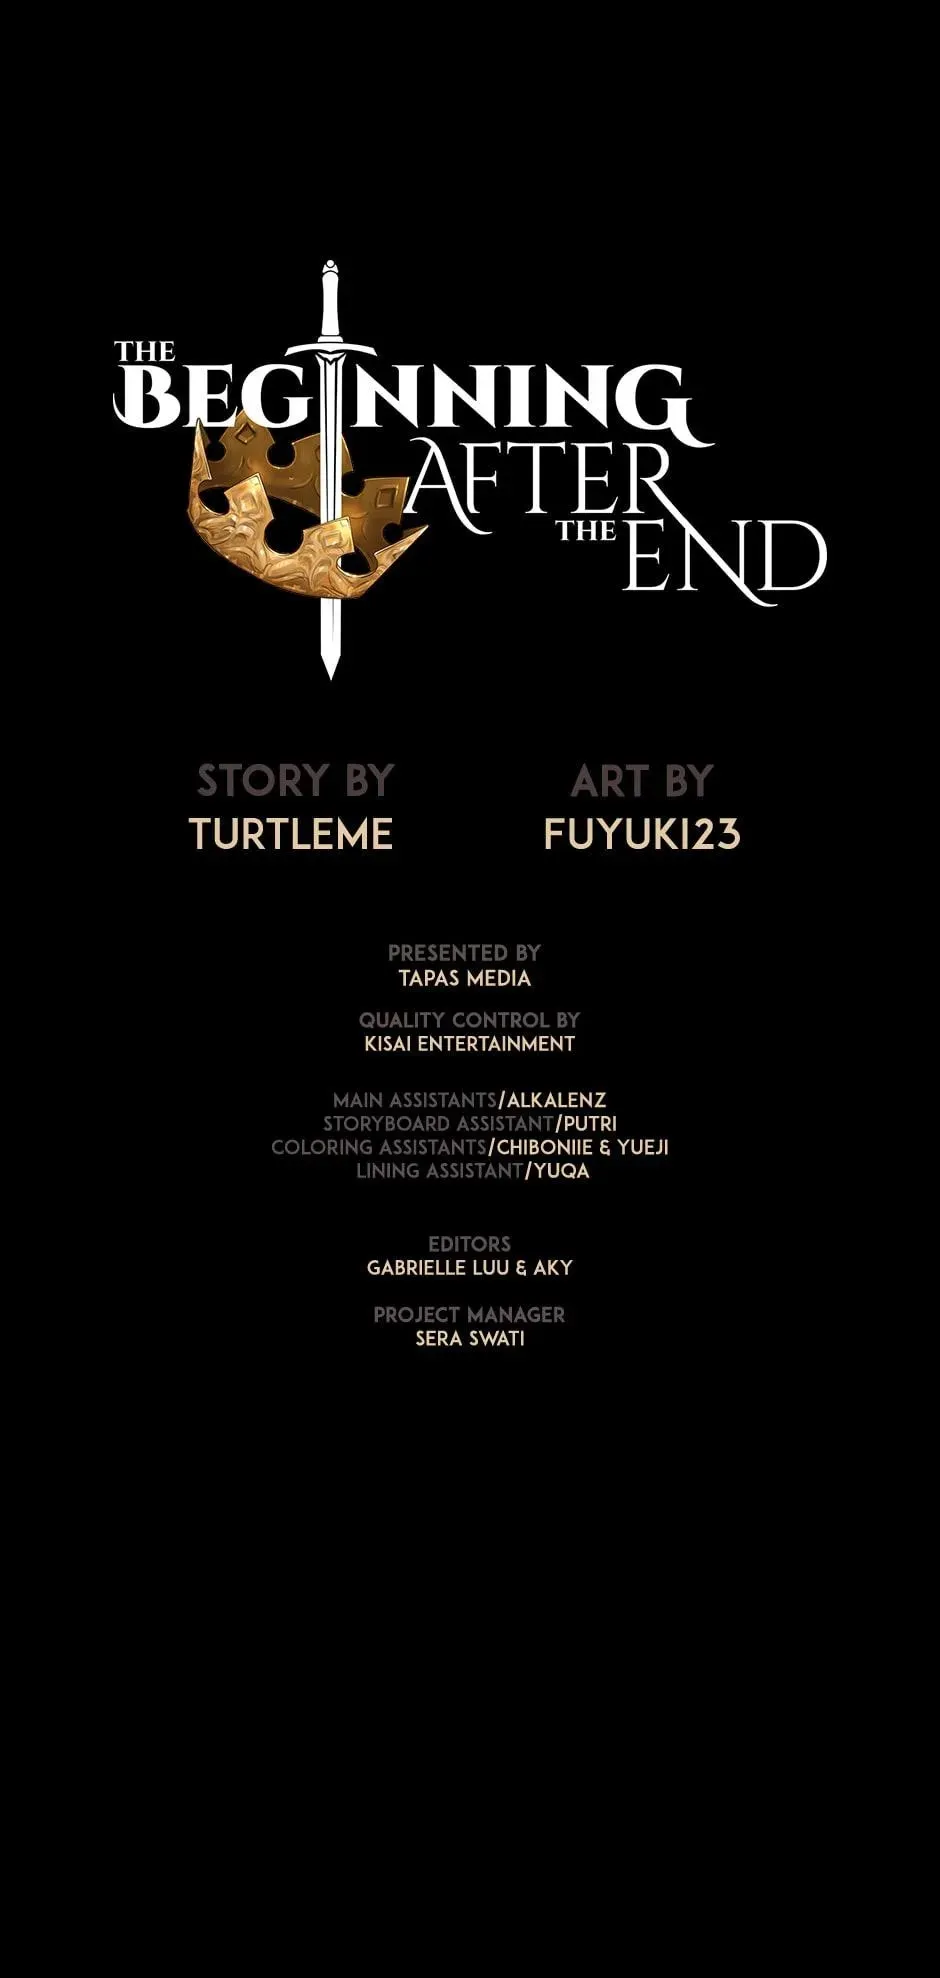 THE
BEGINNING
AFTER
THE END
STORY BY
TURTLEME
ART BY
FUYUKI23
PRESENTED BY
TAPAS MEDIA
QUALITY CONTROL BY
KISAI ENTERTAINMENT
MAIN ASSISTANTS/ALKALENZ
STORYBOARD ASSISTANT/PUTRI
COLORING ASSISTANTS/CHIBONIIE & YUEJI
LINING ASSISTANT/YUQA
EDITORS
GABRIELLE LUU & AKY
PROJECT MANAGER
SERA SWATI